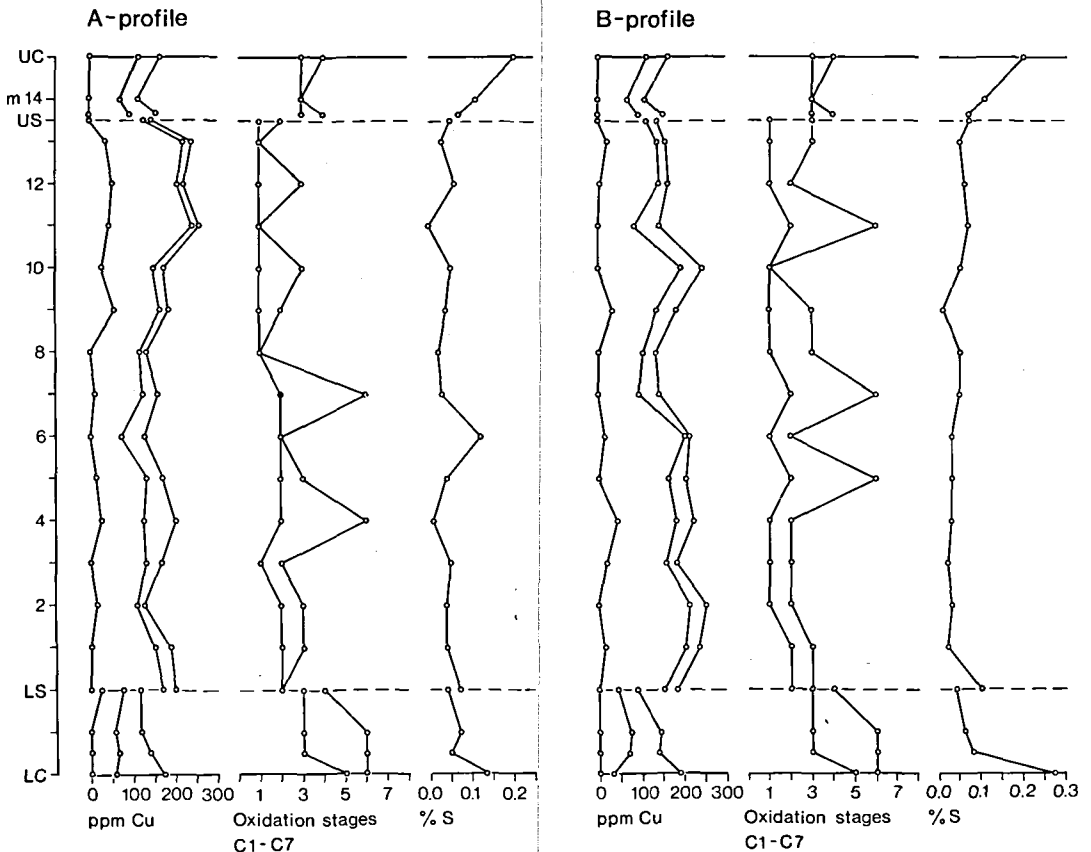 A-profile
B-profile
UC
m 14
US
12
10
8
6
4
2
LS
LC
0 100 200 300
1 3 5 7
0.0 0.1 0.2
0 100 200 300
1 3 5 7
0.0 0.1 0.2 0.3
ppm Cu
Oxidation stages
C1-C7
% S
ppm Cu
Oxidation stages
C1-C7
% S